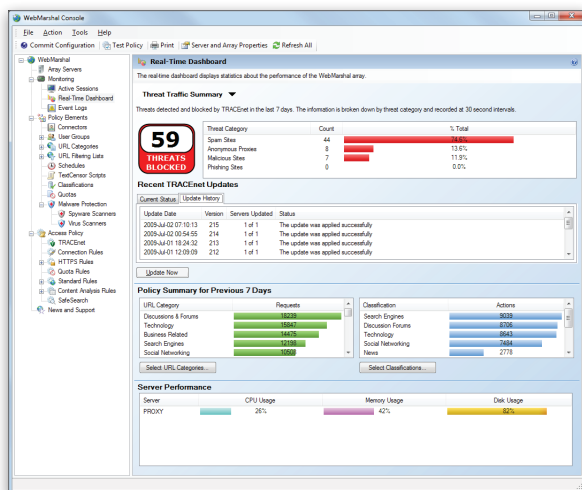 WebMarshal Console
File Action Tools Help
Commit Configuration Test Policy Print Server and Array Properties Refresh All
WebMarshal
Array Servers
Monitoring
Active Sessions
Real-Time Dashboard
Event Logs
Policy Elements
Connectors
User Groups
URL Categories
URL Filtering Lists
Schedules
TextCensor Scripts
Classifications
Quotas
Malware Protection
Spyware Scanners
Virus Scanners
Access Policy
TRACEnet
Connection Rules
HTTPS Rules
Quota Rules
Standard Rules
Content Analysis Rules
SafeSearch
News and Support
Real-Time Dashboard
The real-time dashboard displays statistics about the performance of the WebMarshal array.
Threat Traffic Summary
Threats detected and blocked by TRACEnet in the last 7 days. The information is broken down by threat category and recorded at 30 second intervals.
59
THREATS
BLOCKED
Threat Category Count % Total
Spam Sites 44 74.6%
Anonymous Proxies 8 13.6%
Malicious Sites 7 11.9%
Phishing Sites 0 0.0%
Recent TRACEnet Updates
Current Status Update History
Update Date Version Servers Updated Status
2009-Jul-02 07:10:13 215 1 of 1 The update was applied successfully
2009-Jul-02 00:54:55 214 1 of 1 The update was applied successfully
2009-Jul-01 18:24:32 213 1 of 1 The update was applied successfully
2009-Jul-01 12:09:09 212 1 of 1 The update was applied successfully
Update Now
Policy Summary for Previous 7 Days
URL Category Requests
Discussions & Forums 18239
Technology 15847
Business Related 14475
Search Engines 12198
Social Networking 10508
Select URL Categories...
Classification Actions
Search Engines 9039
Discussion Forums 8706
Technology 8643
Social Networking 7484
News 2778
Select Classifications...
Server Performance
Server CPU Usage Memory Usage Disk Usage
PROXY 26% 42% 82%